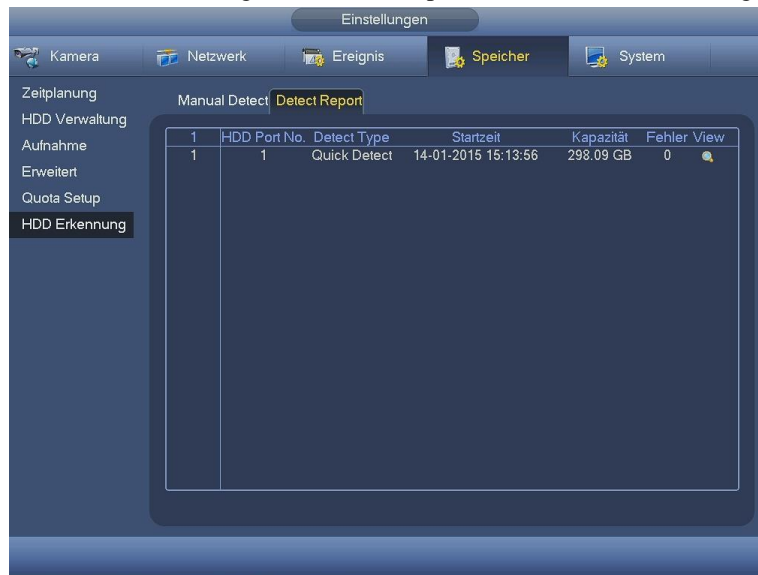 Einstellungen
Kamera Netzwerk Ereignis Speicher System
Zeitplanung
HDD Verwaltung
Aufnahme
Erweitert
Quota Setup
HDD Erkennung
Manual Detect Detect Report
1 HDD Port No. Detect Type Startzeit Kapazität Fehler View
1 1 Quick Detect 14-01-2015 15:13:56 298.09 GB 0